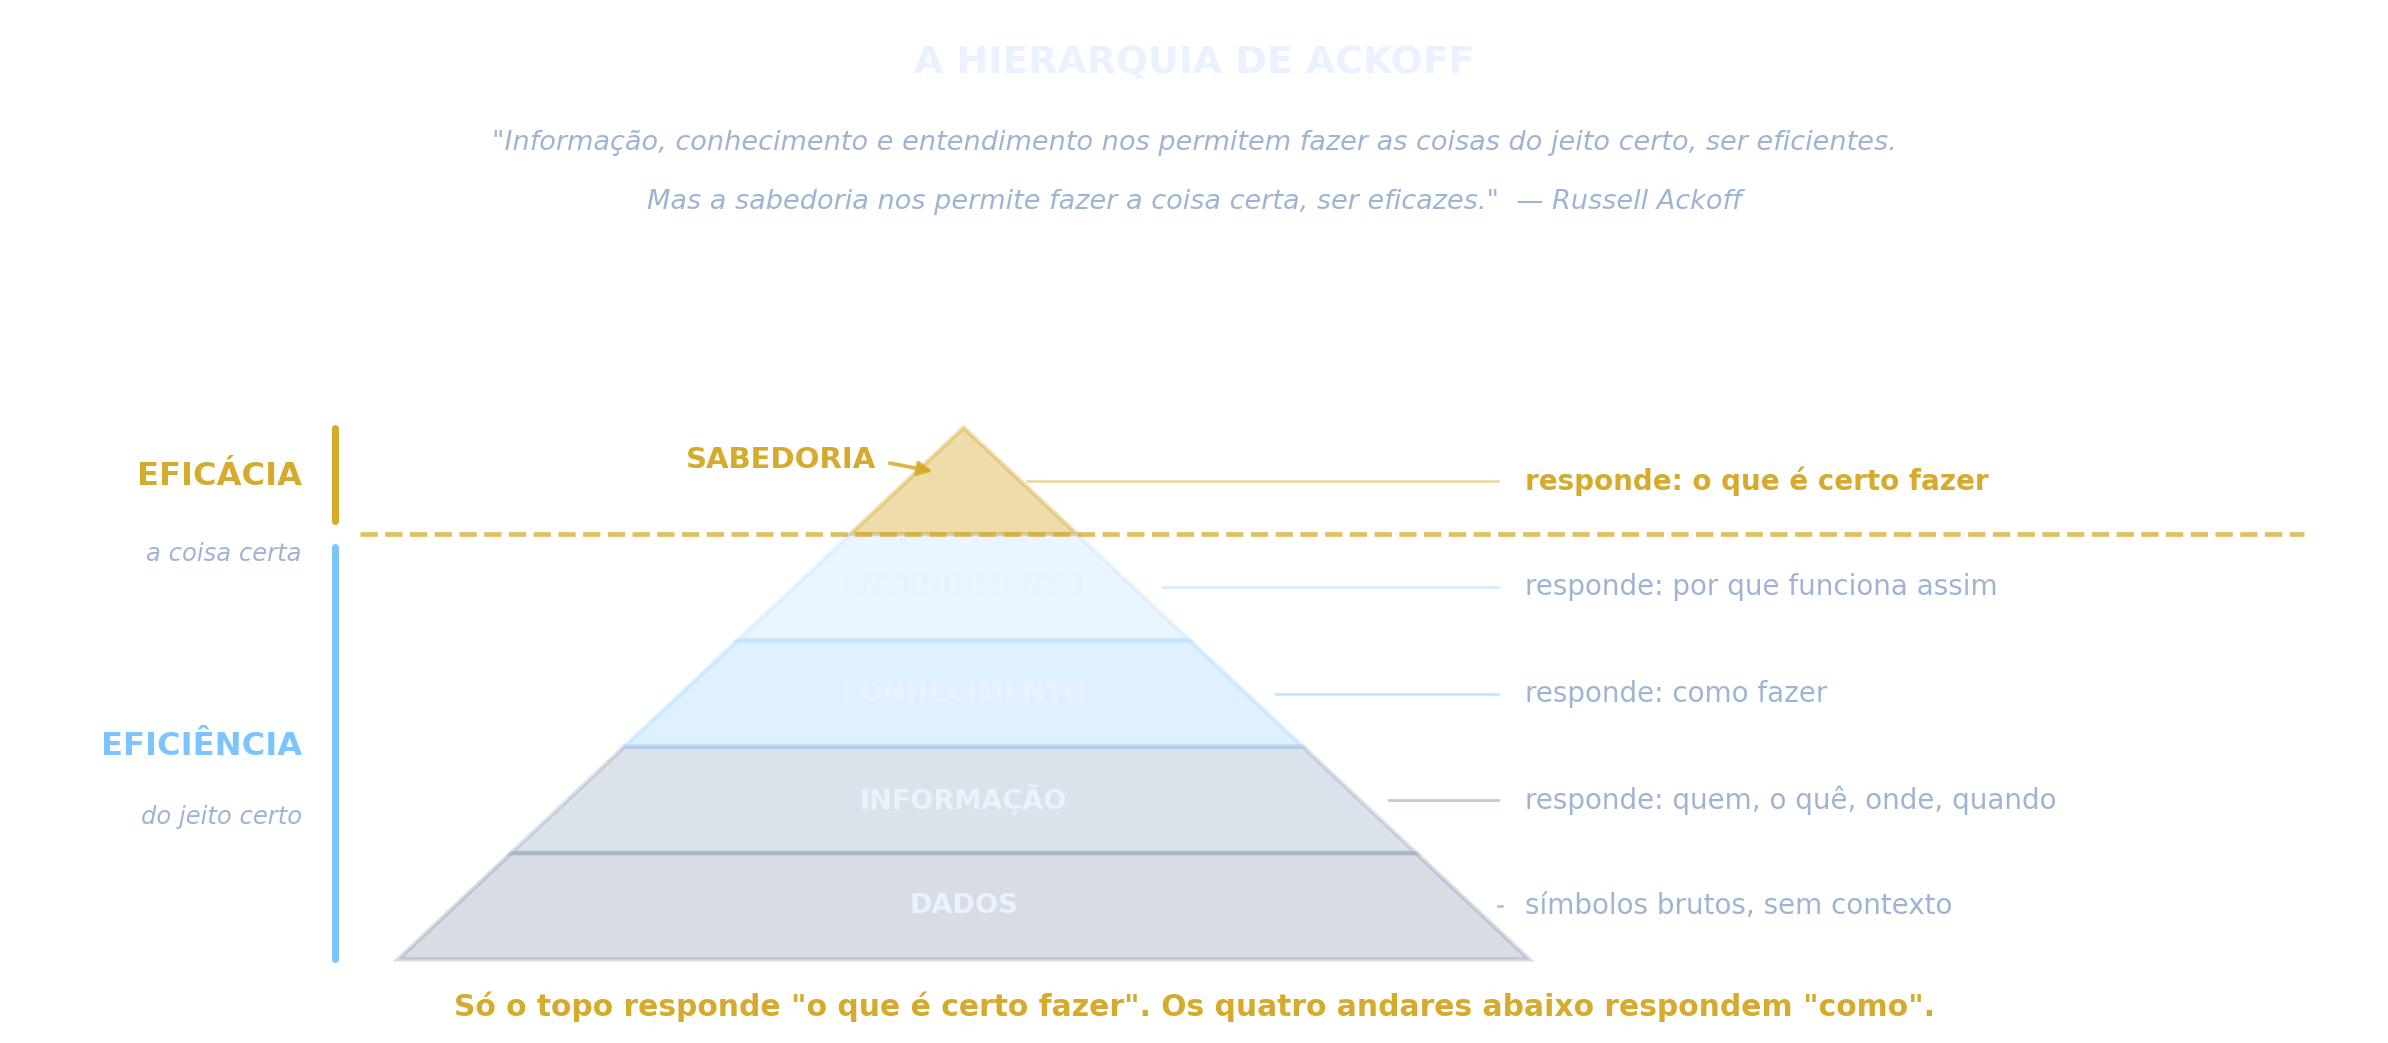 A HIERARQUIA DE ACKOFF
"Informação, conhecimento e entendimento nos permitem fazer as coisas do jeito certo, ser eficientes.
Mas a sabedoria nos permite fazer a coisa certa, ser eficazes." — Russell Ackoff
EFICÁCIA
a coisa certa
SABEDORIA
responde: o que é certo fazer
ENTENDIMENTO
responde: por que funciona assim
CONHECIMENTO
responde: como fazer
EFICIÊNCIA
do jeito certo
INFORMAÇÃO
responde: quem, o quê, onde, quando
DADOS
símbolos brutos, sem contexto
Só o topo responde "o que é certo fazer". Os quatro andares abaixo respondem "como".